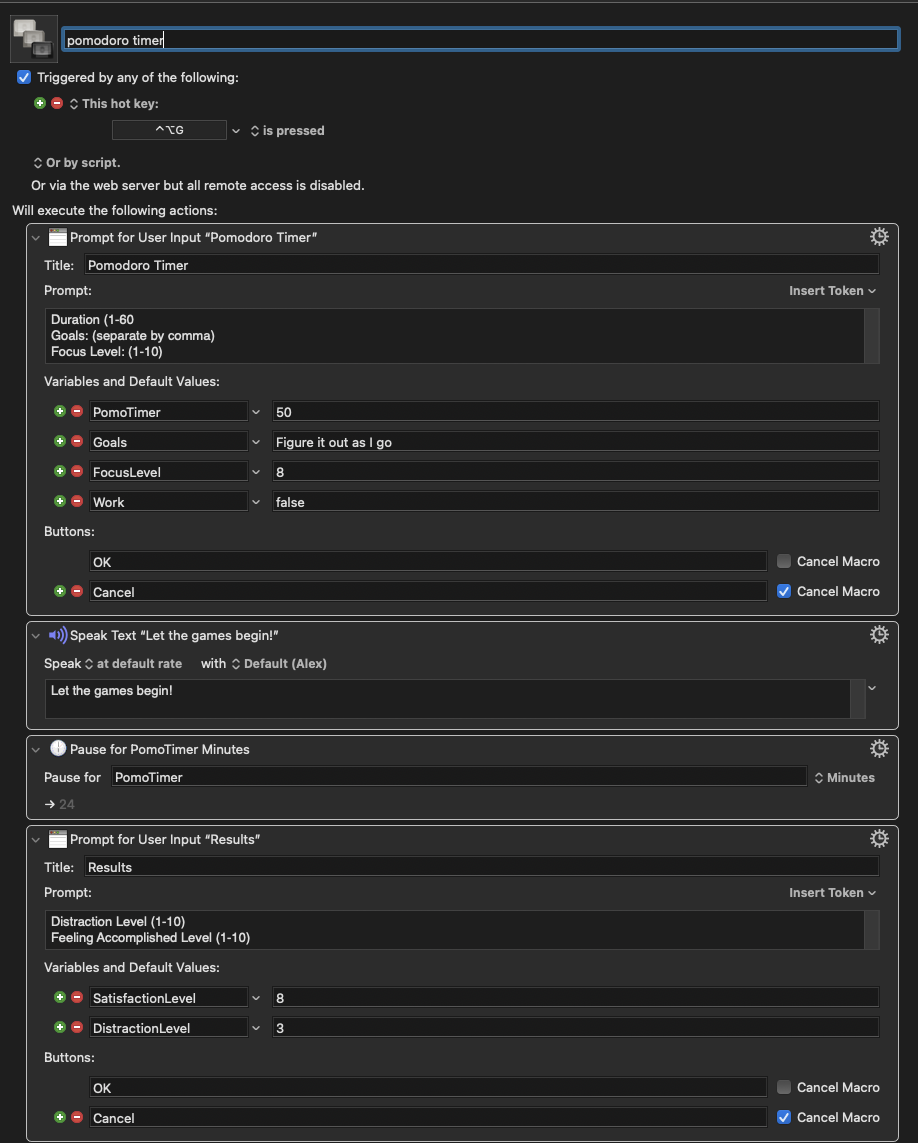 pomodoro timer
Triggered by any of the following:
This hot key:
^⌥G is pressed
Or by script.
Or via the web server but all remote access is disabled.
Will execute the following actions:
Prompt for User Input “Pomodoro Timer”
Title: Pomodoro Timer
Prompt: Insert Token
Duration (1-60
Goals: (separate by comma)
Focus Level: (1-10)
Variables and Default Values:
PomoTimer 50
Goals Figure it out as I go
FocusLevel 8
Work false
Buttons:
OK Cancel Macro
Cancel Cancel Macro
Speak Text “Let the games begin!”
Speak at default rate with Default (Alex)
Let the games begin!
Pause for PomoTimer Minutes
Pause for PomoTimer Minutes
→ 24
Prompt for User Input “Results”
Title: Results
Prompt: Insert Token
Distraction Level (1-10)
Feeling Accomplished Level (1-10)
Variables and Default Values:
SatisfactionLevel 8
DistractionLevel 3
Buttons:
OK Cancel Macro
Cancel Cancel Macro